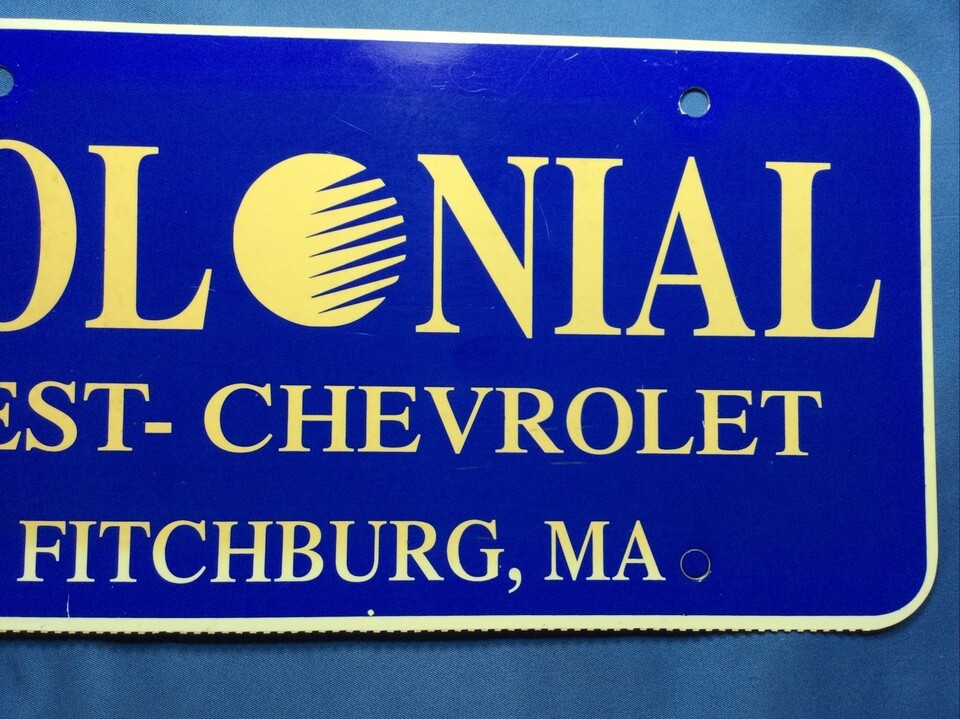 OLONIAL
EST- CHEVROLET
FITCHBURG, MA